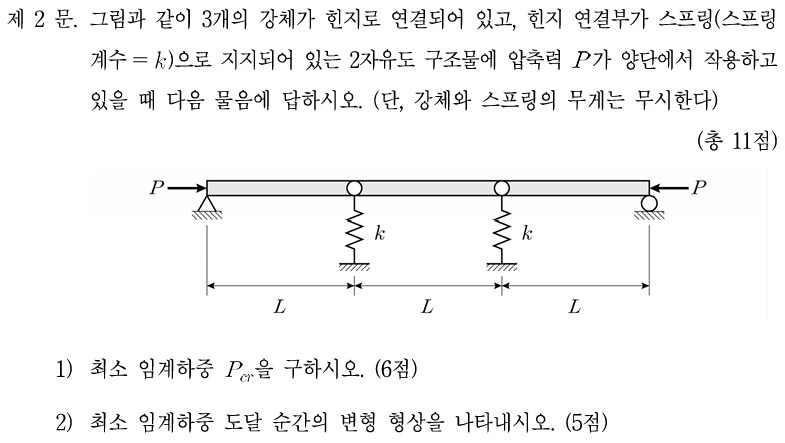 제 2 문. 그림과 같이 3개의 강체가 힌지로 연결되어 있고, 힌지 연결부가 스프링(스프링
계수 = k)으로 지지되어 있는 2자유도 구조물에 압축력 P가 양단에서 작용하고
있을 때 다음 물음에 답하시오. (단, 강체와 스프링의 무게는 무시한다)
(총 11점)
P P
k k
L L L
1) 최소 임계하중 P_cr을 구하시오. (6점)
2) 최소 임계하중 도달 순간의 변형 형상을 나타내시오. (5점)